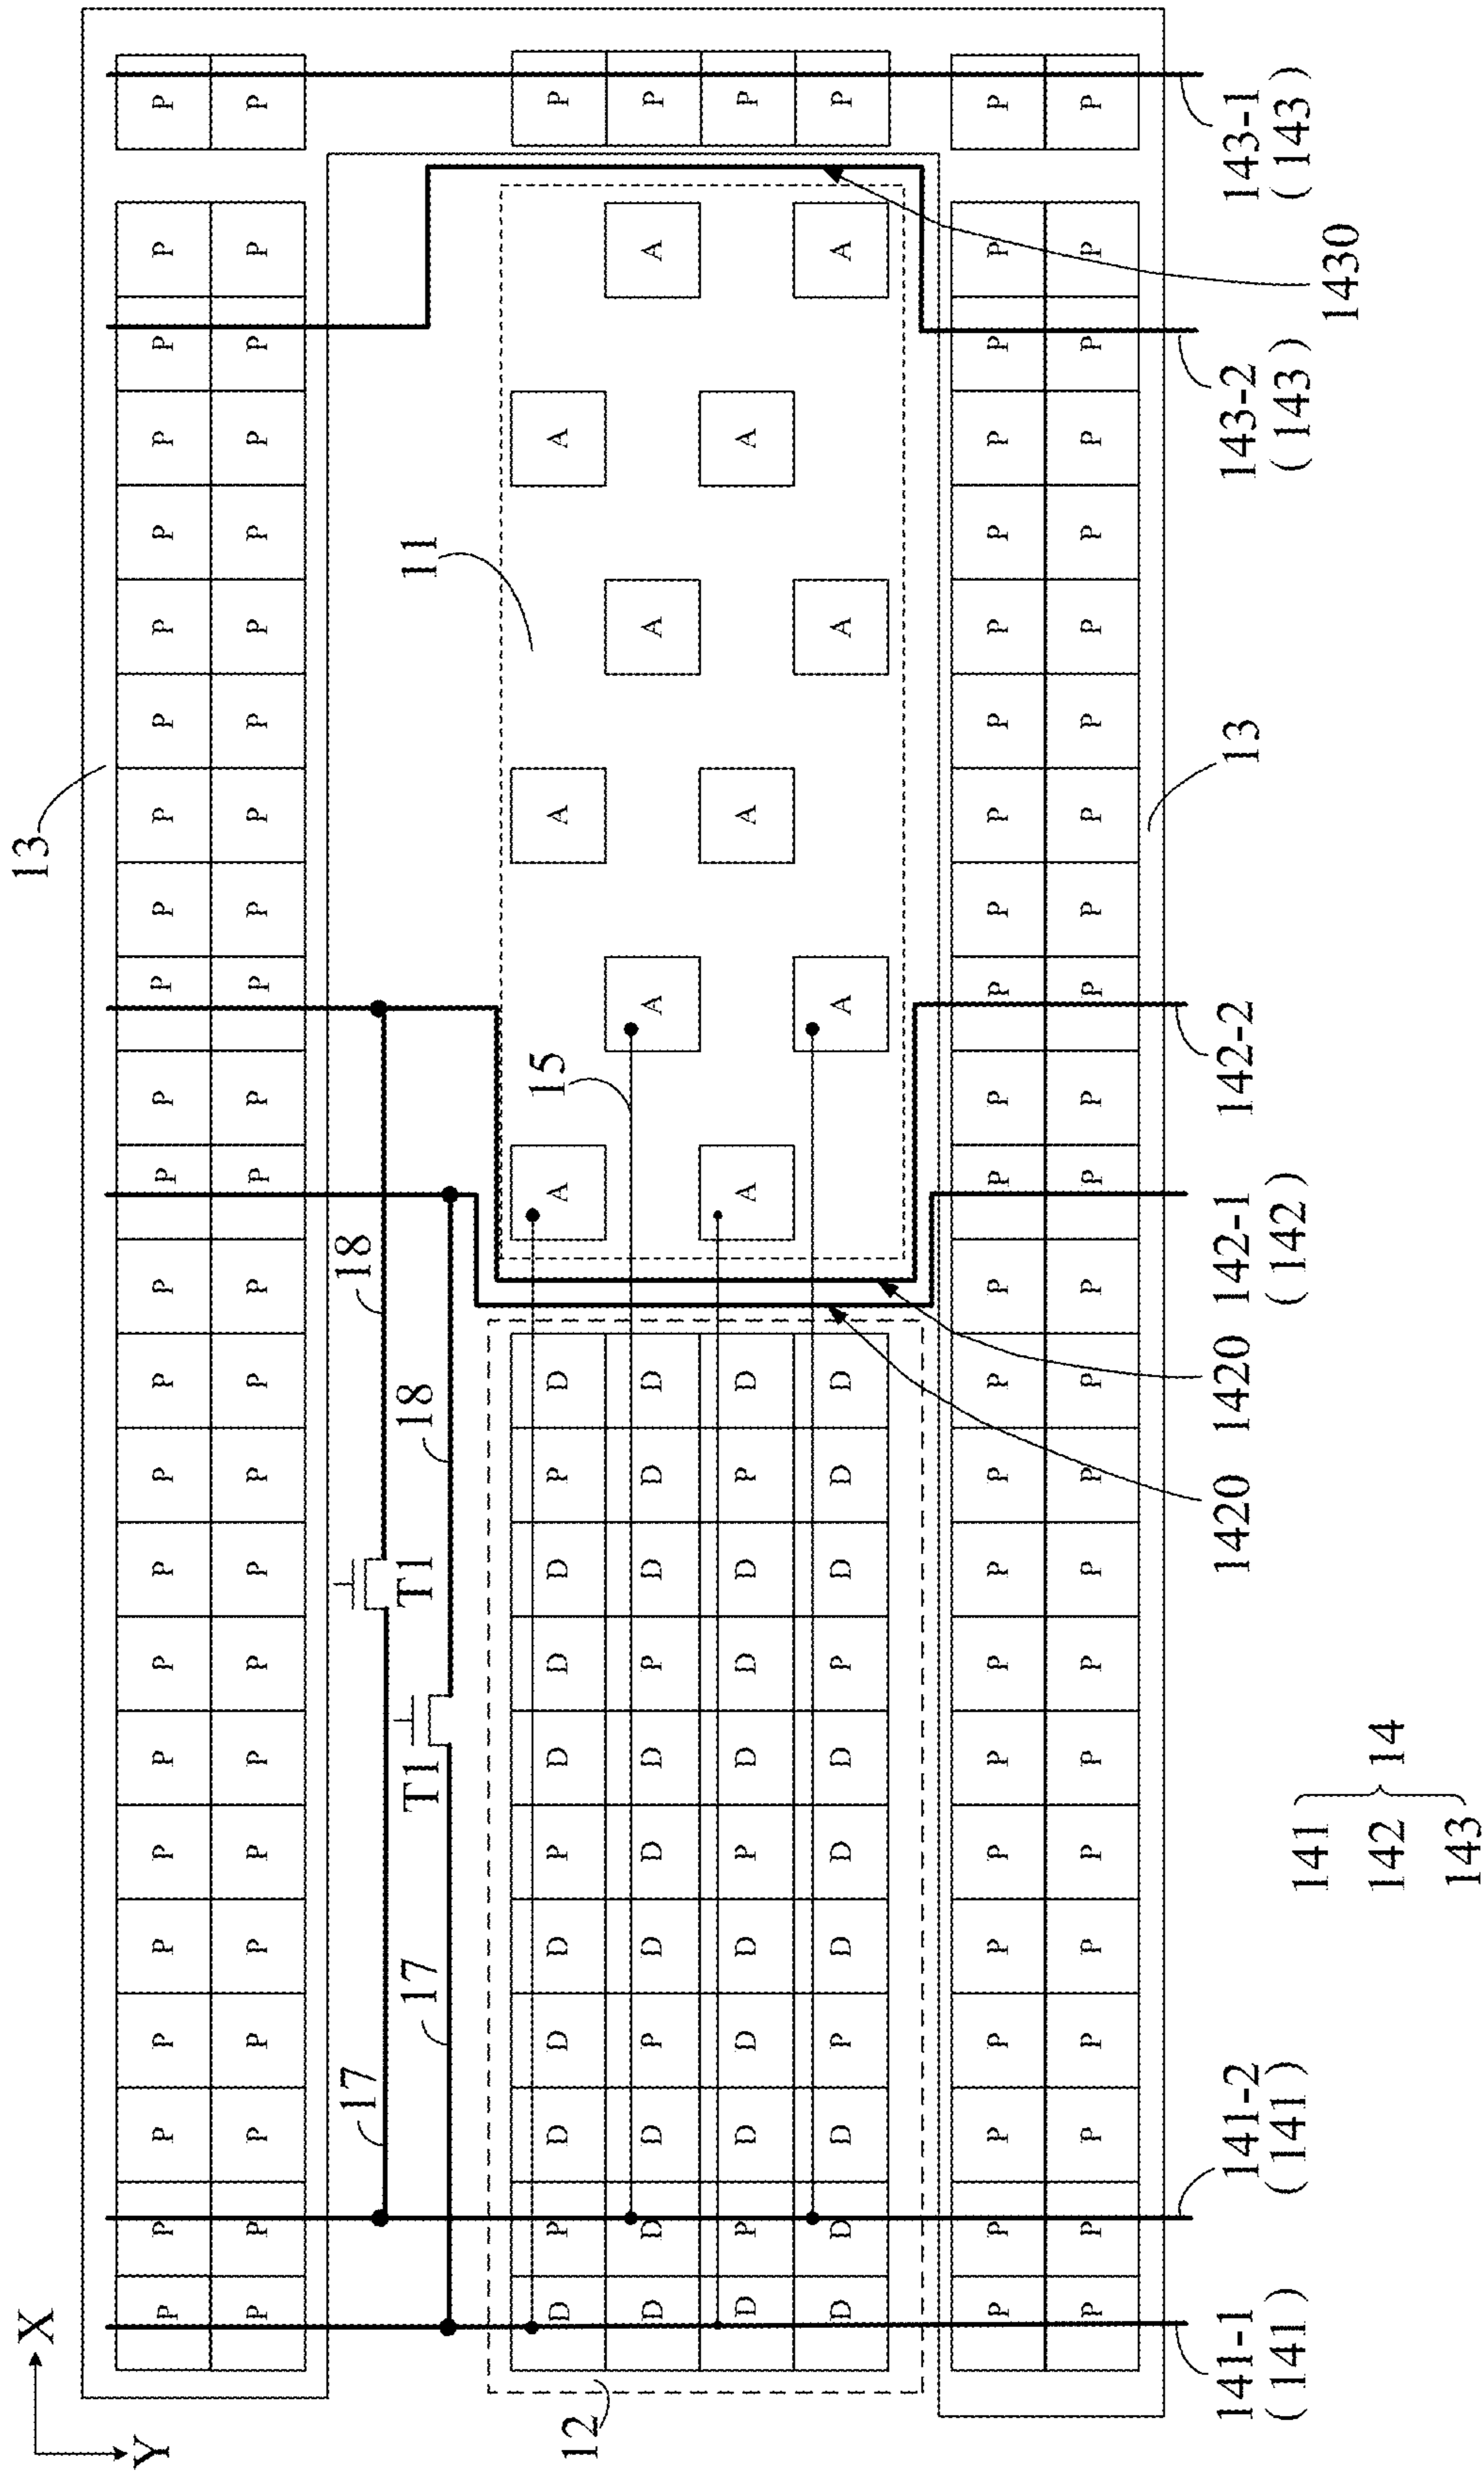 X 13
Y
P P P P P P P P P P P P P P P P P P P P P P P P
P P P P P P P P P P P P P P P P P P P P P P P P
17 18
17 T1 T1 18 11
15
D P D D D P D D D P D A A A P
12
D D D P D D D P D D D A A A P
D P D D D P D D D P D A A A P
D D D P D D D P D D D A A A P
P P P P P P P P P P P P P P P P P P P P P P P P
P P P P P P P P P P P P P P P P P P P P P P P P
141-1 141-2 1420 1420 142-1 142-2 13 143-2 143-1
(141) (141) (142) (143) (143)
1430
141
142 14
143